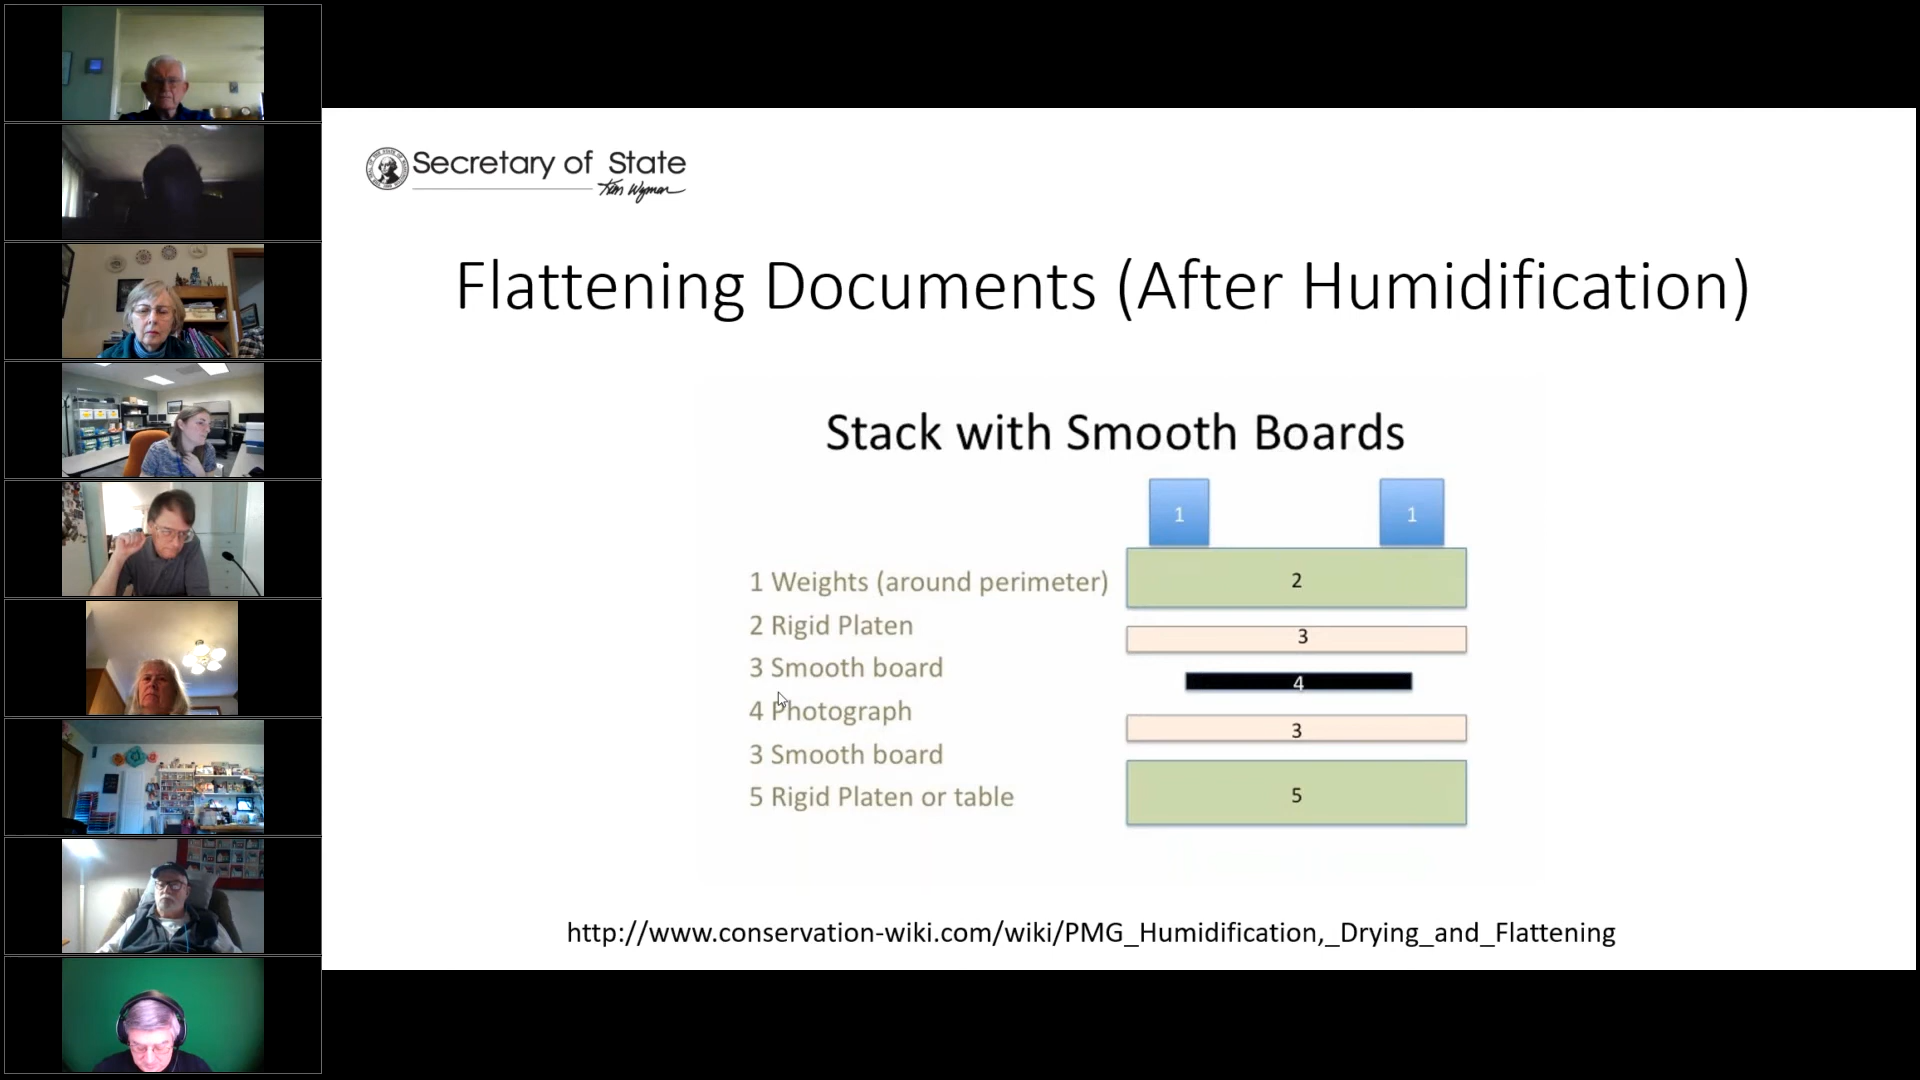 Secretary of State
Kim Wyman
Flattening Documents (After Humidification)
Stack with Smooth Boards
1 Weights (around perimeter)
2 Rigid Platen
3 Smooth board
4 Photograph
3 Smooth board
5 Rigid Platen or table
1 1
2
3
4
3
5
http://www.conservation-wiki.com/wiki/PMG_Humidification,_Drying_and_Flattening